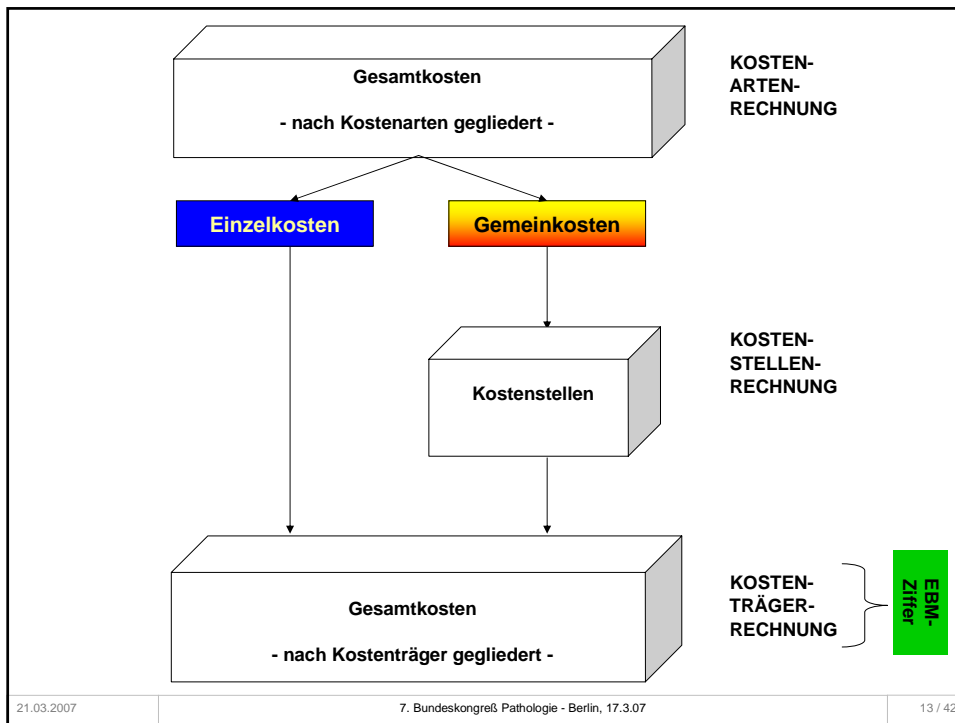 Gesamtkosten
- nach Kostenarten gegliedert -
KOSTEN-
ARTEN-
RECHNUNG
Einzelkosten
Gemeinkosten
Kostenstellen
KOSTEN-
STELLEN-
RECHNUNG
Gesamtkosten
- nach Kostenträger gegliedert -
KOSTEN-
TRÄGER-
RECHNUNG
EBM-
Ziffer
21.03.2007
7. Bundeskongreß Pathologie - Berlin, 17.3.07
13 / 42